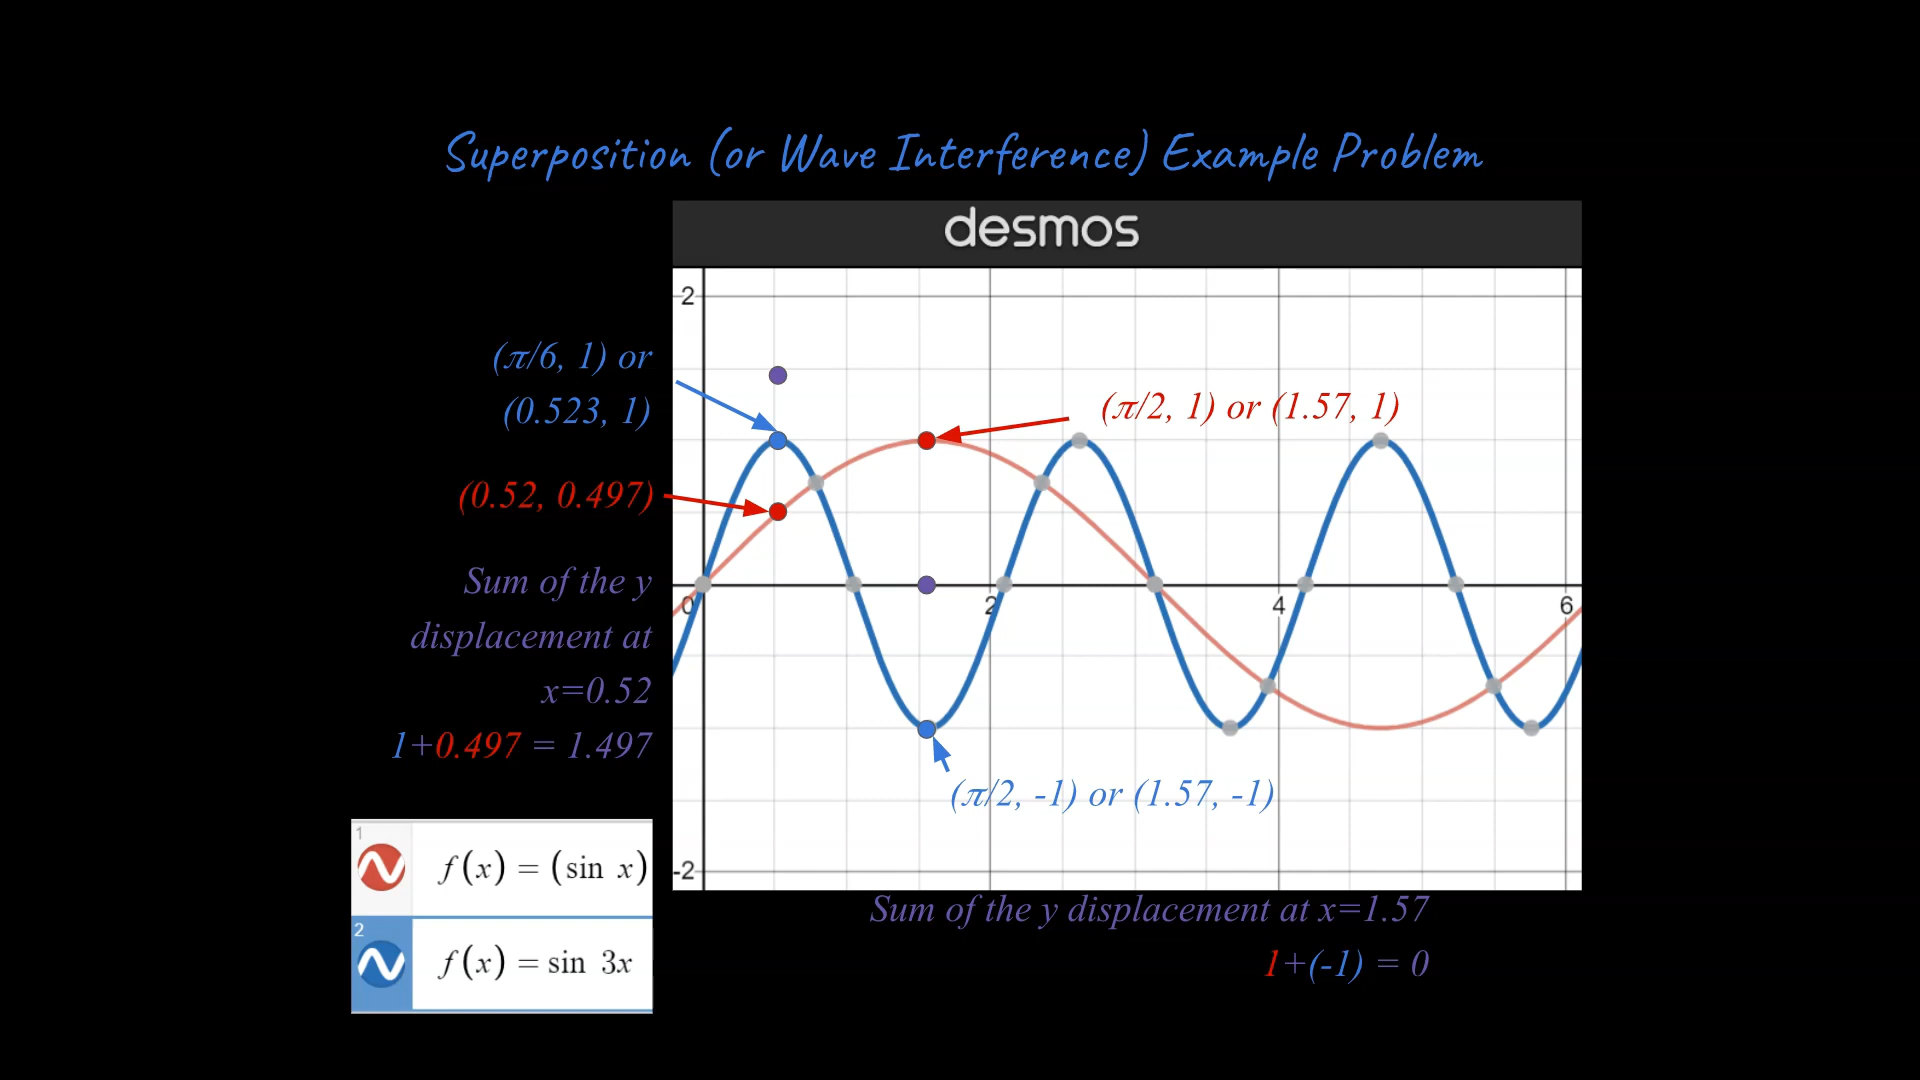 Superposition (or Wave Interference) Example Problem
desmos
2
(π/6, 1) or
(0.523, 1)
(π/2, 1) or (1.57, 1)
(0.52, 0.497)
Sum of the y
displacement at
x=0.52
1+0.497 = 1.497
0
2
4
6
(π/2, -1) or (1.57, -1)
-2
1
f(x) = (sin x)
2
f(x) = sin 3x
Sum of the y displacement at x=1.57
1+(-1) = 0